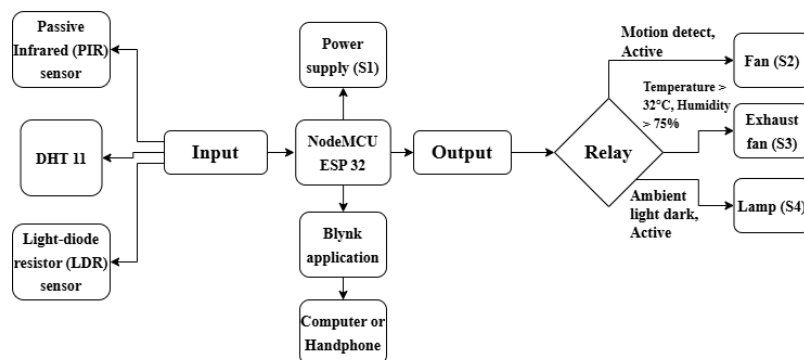 Passive
Infrared (PIR)
sensor
DHT 11
Light-diode
resistor (LDR)
sensor
Input
Power
supply (S1)
NodeMCU
ESP 32
Blynk
application
Computer or
Handphone
Output
Relay
Motion detect,
Active
Temperature >
32°C, Humidity
> 75%
Ambient
light dark,
Active
Fan (S2)
Exhaust
fan (S3)
Lamp (S4)